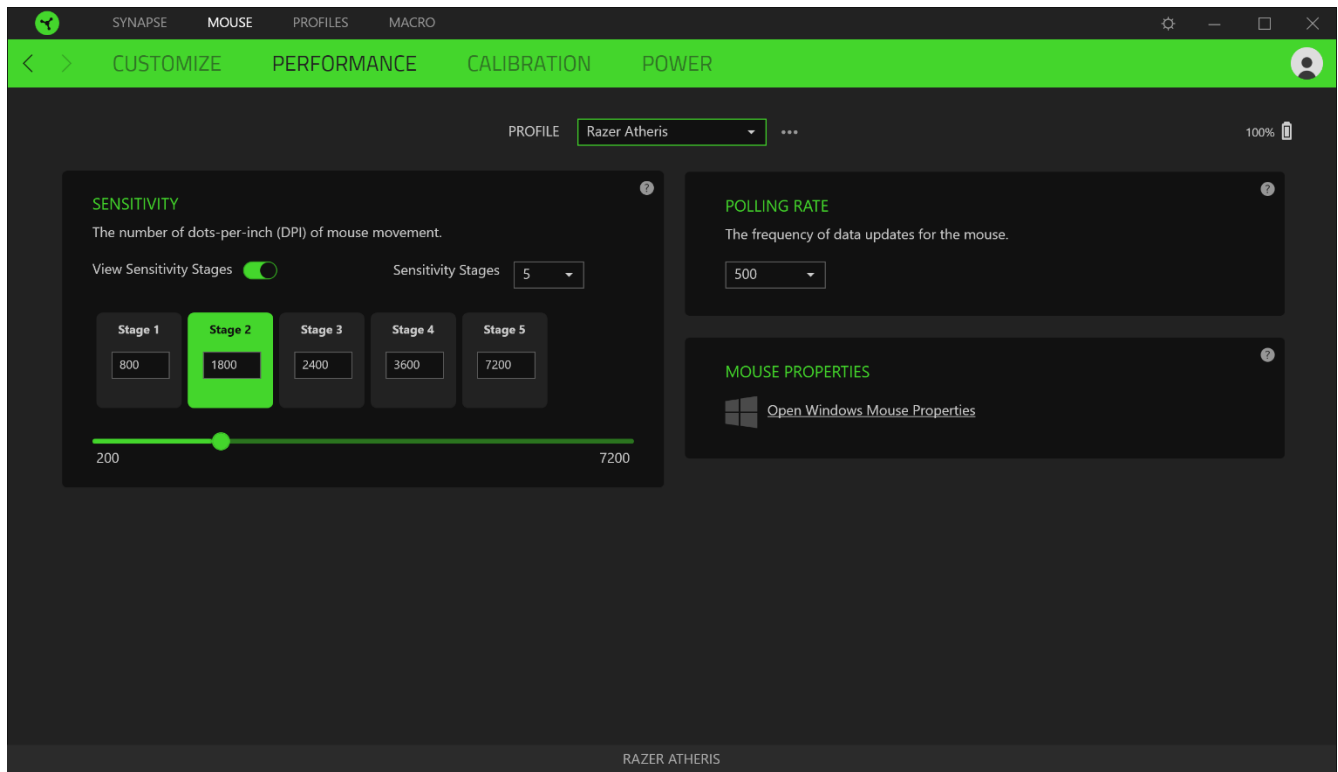 SYNAPSE MOUSE PROFILES MACRO
CUSTOMIZE PERFORMANCE CALIBRATION POWER
PROFILE Razer Atheris 100%
SENSITIVITY
The number of dots-per-inch (DPI) of mouse movement.
View Sensitivity Stages Sensitivity Stages 5
Stage 1 Stage 2 Stage 3 Stage 4 Stage 5
800 1800 2400 3600 7200
200 7200
POLLING RATE
The frequency of data updates for the mouse.
500
MOUSE PROPERTIES
Open Windows Mouse Properties
RAZER ATHERIS